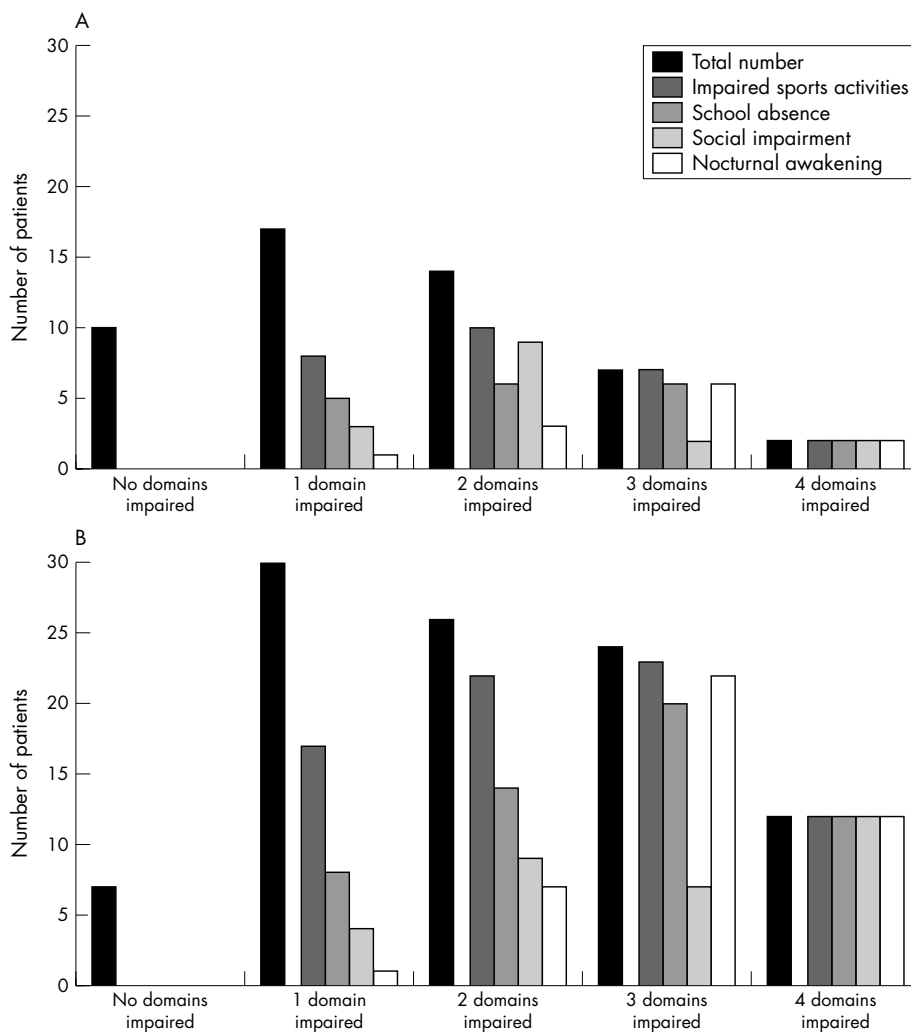 A
30
25
20
15
10
5
0
Number of patients
Total number
Impaired sports activities
School absence
Social impairment
Nocturnal awakening
No domains
impaired
1 domain
impaired
2 domains
impaired
3 domains
impaired
4 domains
impaired
B
30
25
20
15
10
5
0
Number of patients
No domains
impaired
1 domain
impaired
2 domains
impaired
3 domains
impaired
4 domains
impaired